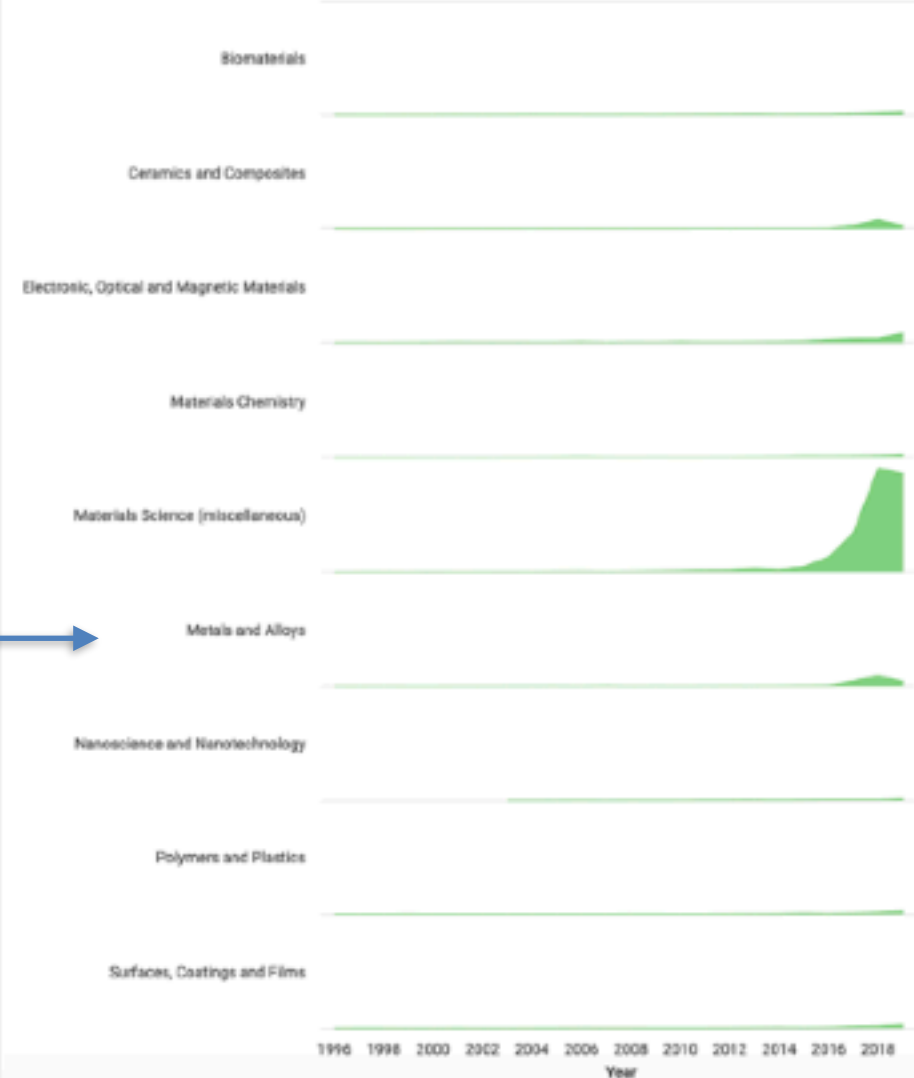 Biomaterials
Ceramics and Composites
Electronic, Optical and Magnetic Materials
Materials Chemistry
Materials Science (miscellaneous)
Metals and Alloys
Nanoscience and Nanotechnology
Polymers and Plastics
Surfaces, Coatings and Films
1996 1998 2000 2002 2004 2006 2008 2010 2012 2014 2016 2018
Year